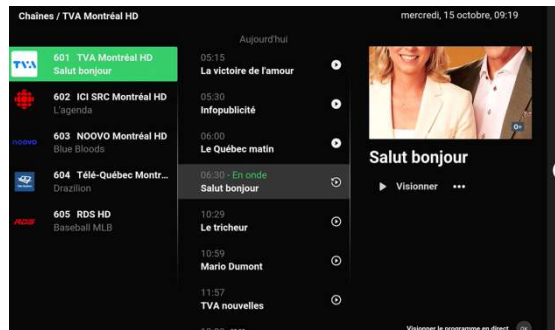 Chaînes / TVA Montréal HD
mercredi, 15 octobre, 09:19
TVA
601 TVA Montréal HD
Salut bonjour
602 ICI SRC Montréal HD
L'agenda
noovo
603 NOOVO Montréal HD
Blue Bloods
604 Télé-Québec Montr...
Drazilion
RDS
605 RDS HD
Baseball MLB
Aujourd'hui
05:15
La victoire de l'amour
05:30
Infopublicité
06:00
Le Québec matin
06:30 - En onde
Salut bonjour
10:29
Le tricheur
10:59
Mario Dumont
11:57
TVA nouvelles
Salut bonjour
Visionner
Visionner le programme en direct
OK